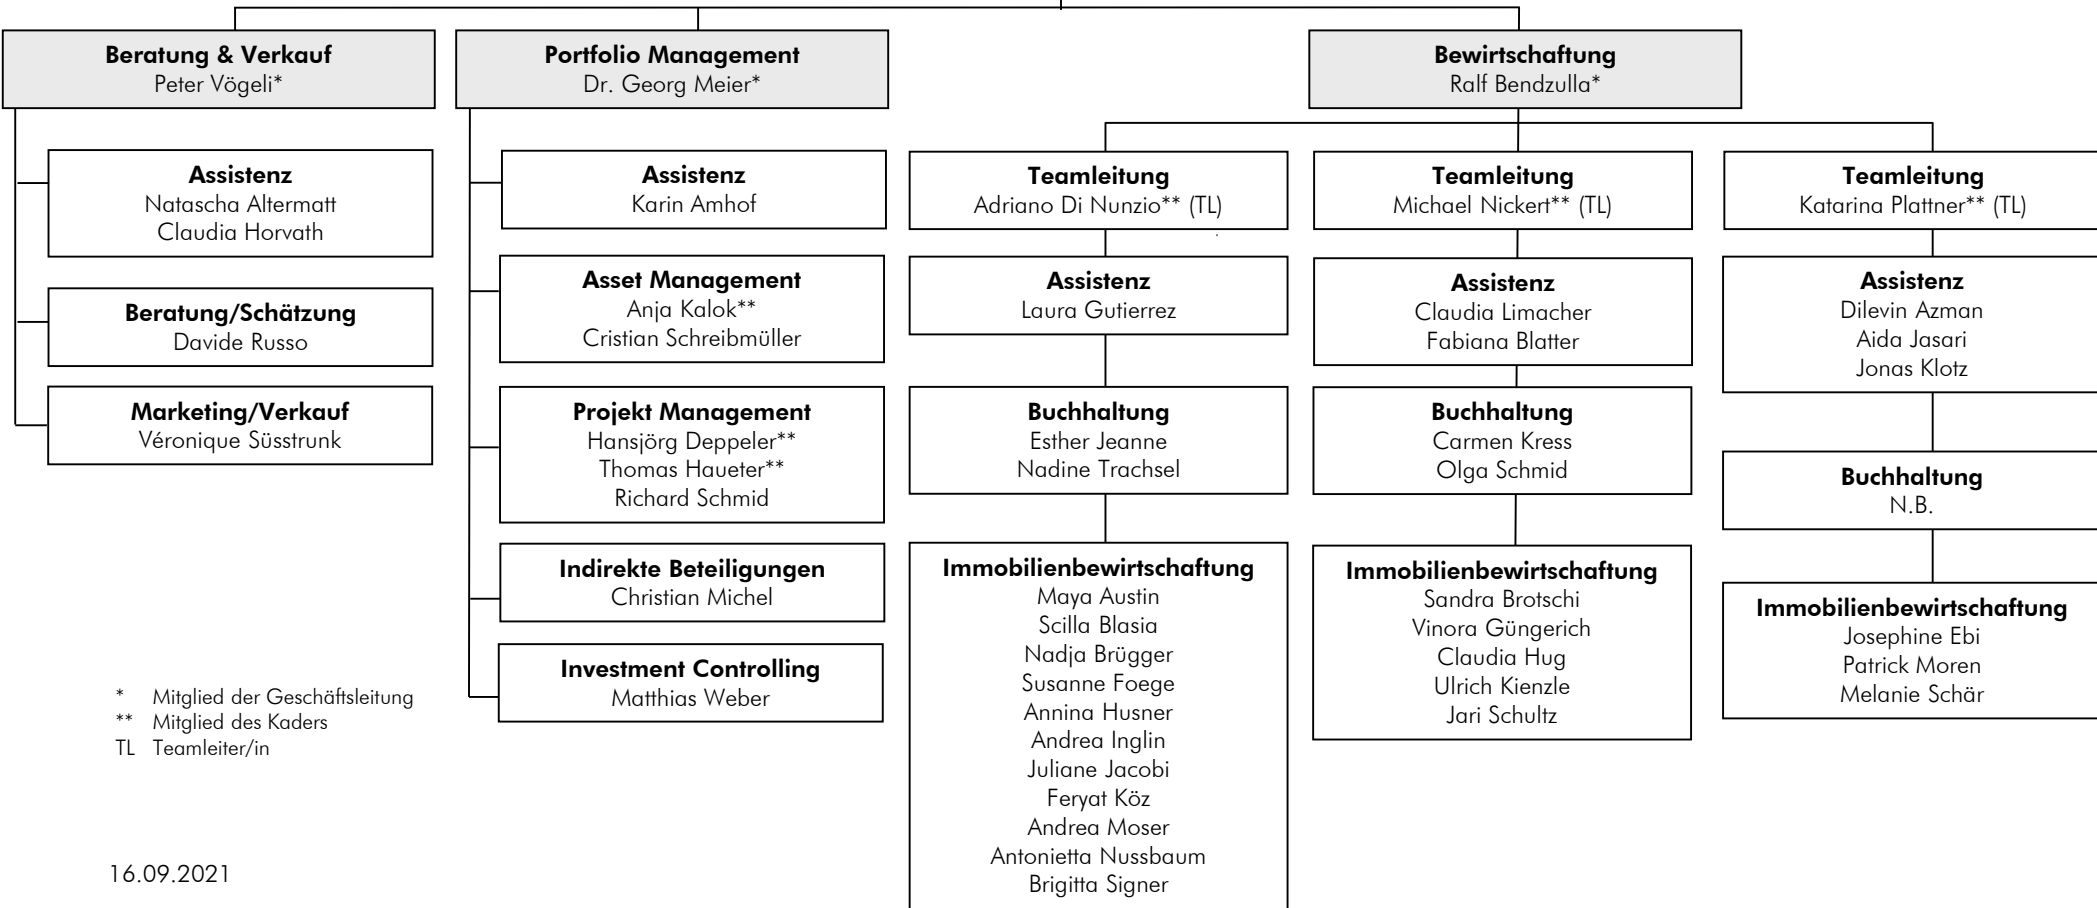 Beratung & Verkauf
Peter Vögeli*
Assistenz
Natascha Altermatt
Claudia Horvath
Beratung/Schätzung
Davide Russo
Marketing/Verkauf
Véronique Süsstrunk
Portfolio Management
Dr. Georg Meier*
Assistenz
Karin Amhof
Asset Management
Anja Kalok**
Cristian Schreibmüller
Projekt Management
Hansjörg Deppeler**
Thomas Haueter**
Richard Schmid
Indirekte Beteiligungen
Christian Michel
Investment Controlling
Matthias Weber
Bewirtschaftung
Ralf Bendzulla*
Teamleitung
Adriano Di Nunzio** (TL)
Assistenz
Laura Gutierrez
Buchhaltung
Esther Jeanne
Nadine Trachsel
Immobilienbewirtschaftung
Maya Austin
Scilla Blasia
Nadja Brügger
Susanne Foege
Annina Husner
Andrea Inglin
Juliane Jacobi
Feryat Köz
Andrea Moser
Antonietta Nussbaum
Brigitta Signer
Teamleitung
Michael Nickert** (TL)
Assistenz
Claudia Limacher
Fabiana Blatter
Buchhaltung
Carmen Kress
Olga Schmid
Immobilienbewirtschaftung
Sandra Brotschi
Vinora Güngerich
Claudia Hug
Ulrich Kienzle
Jari Schultz
Teamleitung
Katarina Plattner** (TL)
Assistenz
Dilevin Azman
Aida Jasari
Jonas Klotz
Buchhaltung
N.B.
Immobilienbewirtschaftung
Josephine Ebi
Patrick Moren
Melanie Schär
* Mitglied der Geschäftsleitung
** Mitglied des Kaders
TL Teamleiter/in
16.09.2021